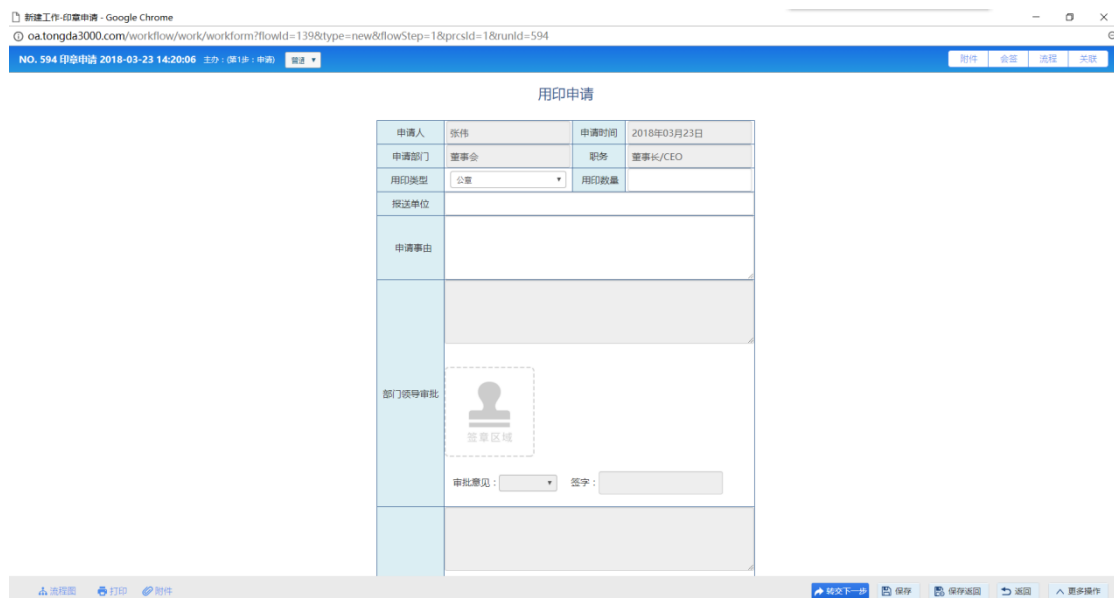 新建工作-印章申请 - Google Chrome
oa.tongda3000.com/workflow/work/workform?flowId=139&type=new&flowStep=1&prcsId=1&runId=594
NO. 594 印章申请 2018-03-23 14:20:06 主办：(第1步：申请) 普通 附件 会签 流程 关联
用印申请
申请人 张伟 申请时间 2018年03月23日
申请部门 董事会 职务 董事长/CEO
用印类型 公章 用印数量
报送单位
申请事由
部门领导审批
签章区域
审批意见： 签字：
流程图 打印 附件 转交下一步 保存 保存返回 返回 更多操作